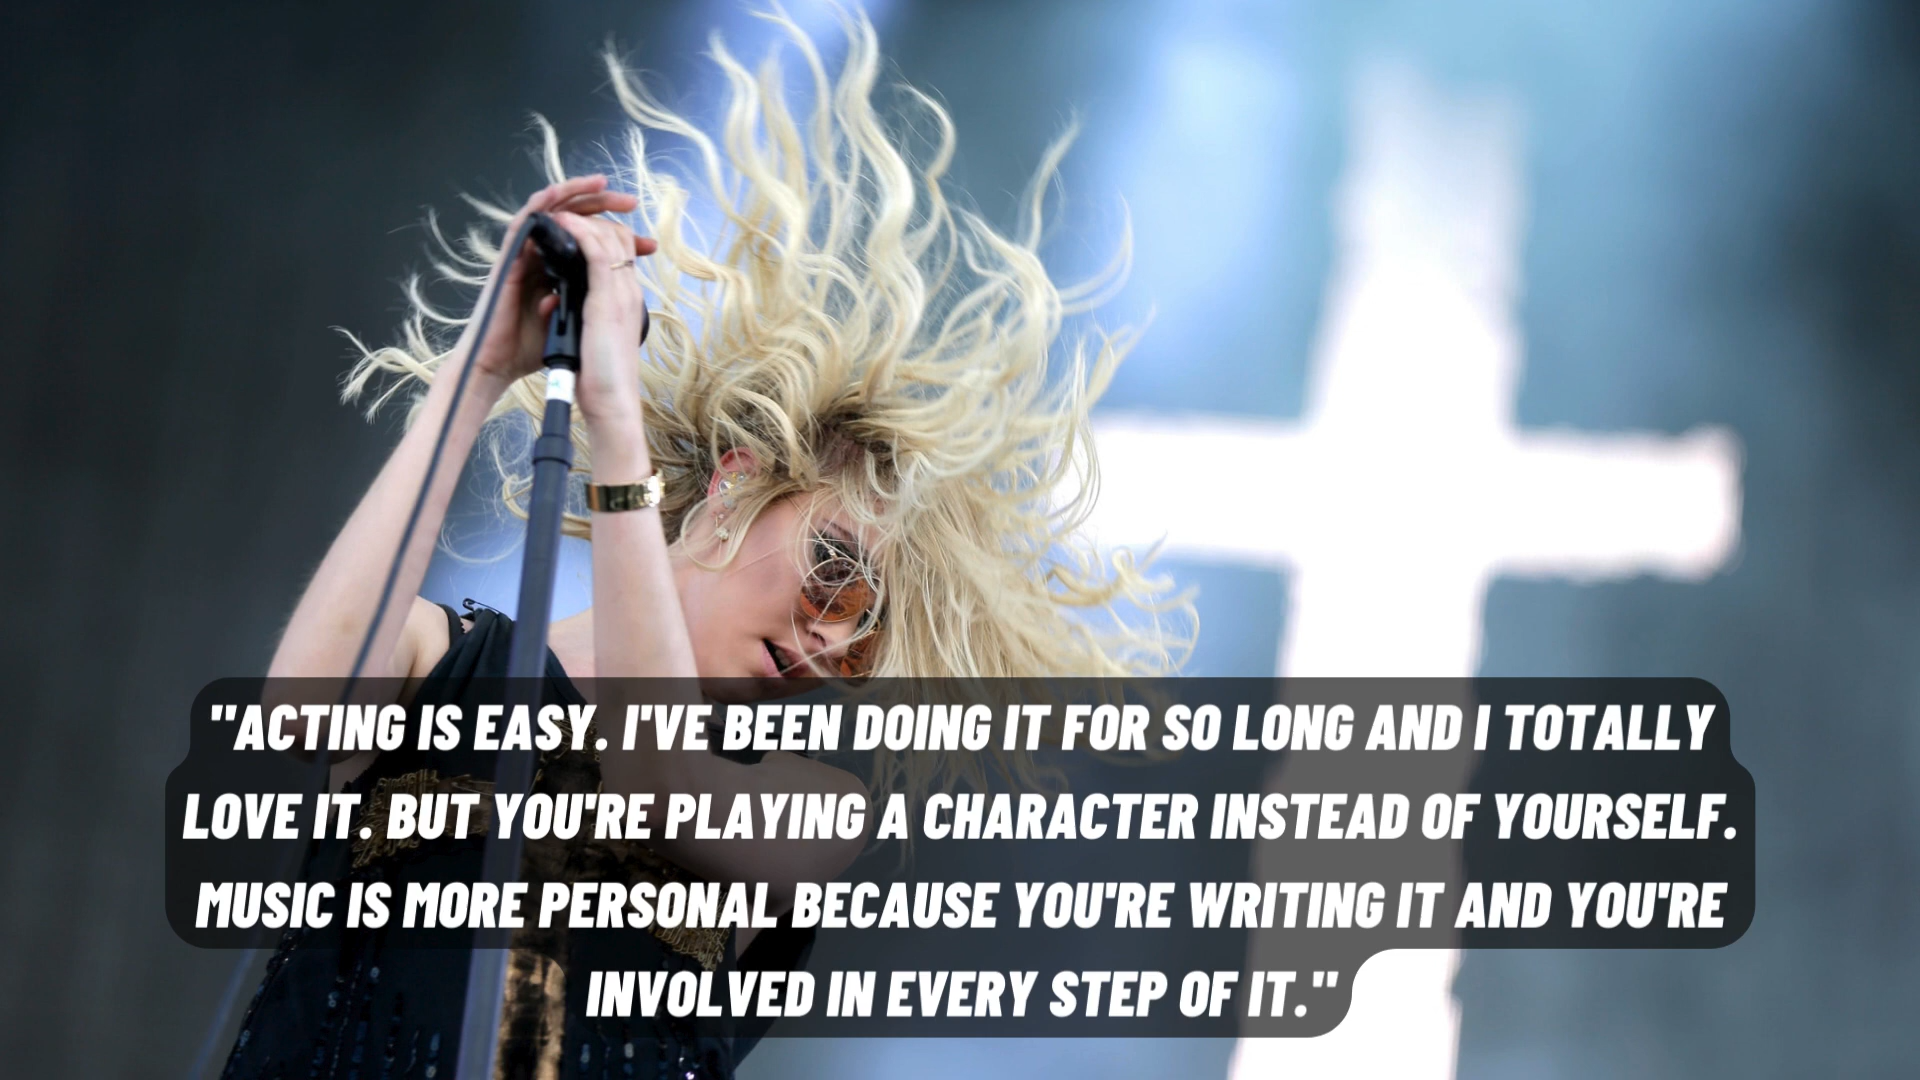 "ACTING IS EASY. I'VE BEEN DOING IT FOR SO LONG AND I TOTALLY
LOVE IT. BUT YOU'RE PLAYING A CHARACTER INSTEAD OF YOURSELF.
MUSIC IS MORE PERSONAL BECAUSE YOU'RE WRITING IT AND YOU'RE
INVOLVED IN EVERY STEP OF IT."